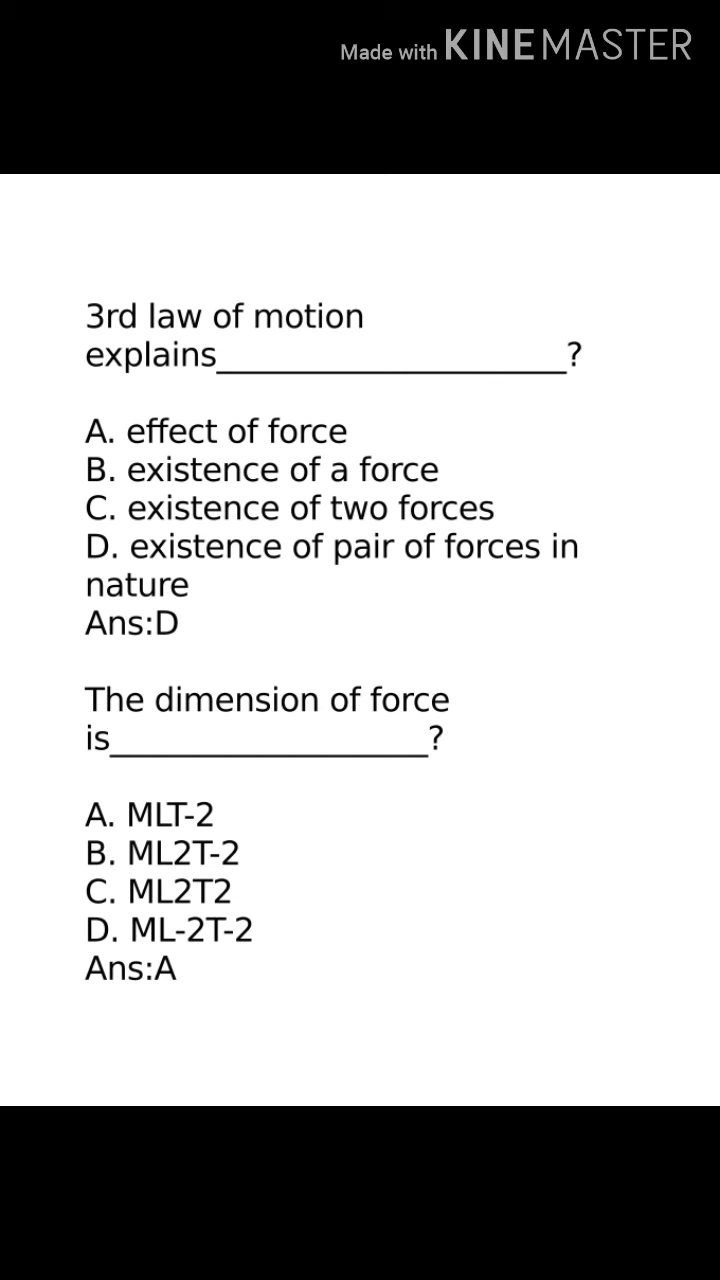 Made with KINEMASTER
3rd law of motion
explains_____________________?
A. effect of force
B. existence of a force
C. existence of two forces
D. existence of pair of forces in
nature
Ans:D
The dimension of force
is___________________?
A. MLT-2
B. ML2T-2
C. ML2T2
D. ML-2T-2
Ans:A